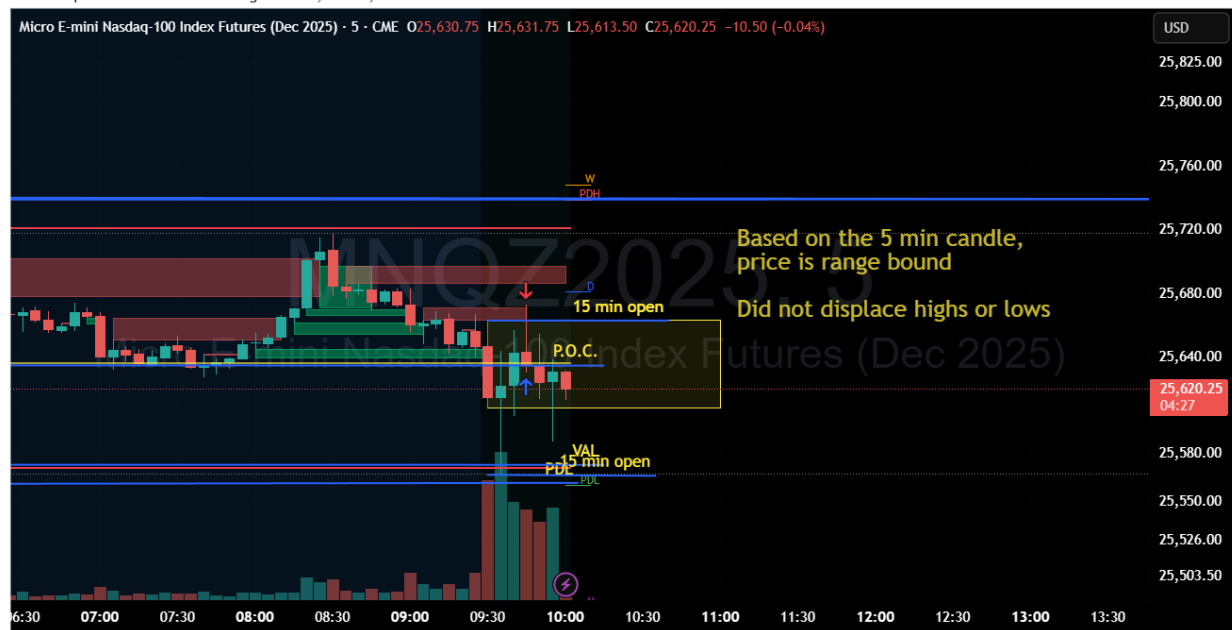 Micro E-mini Nasdaq-100 Index Futures (Dec 2025) · 5 · CME O25,630.75 H25,631.75 L25,613.50 C25,620.25 −10.50 (−0.04%)
USD
25,825.00
25,800.00
25,760.00
25,720.00
25,680.00
25,640.00
25,620.25
04:27
25,580.00
25,550.00
25,526.00
25,503.50
W
PDH
Based on the 5 min candle,
price is range bound
Did not displace highs or lows
MNQZ2025, 5
Micro E-mini Nasdaq-100 Index Futures (Dec 2025)
D
15 min open
P.O.C.
VAL
15 min open
PDL
PDL
06:30 07:00 07:30 08:00 08:30 09:00 09:30 10:00 10:30 11:00 11:30 12:00 12:30 13:00 13:30